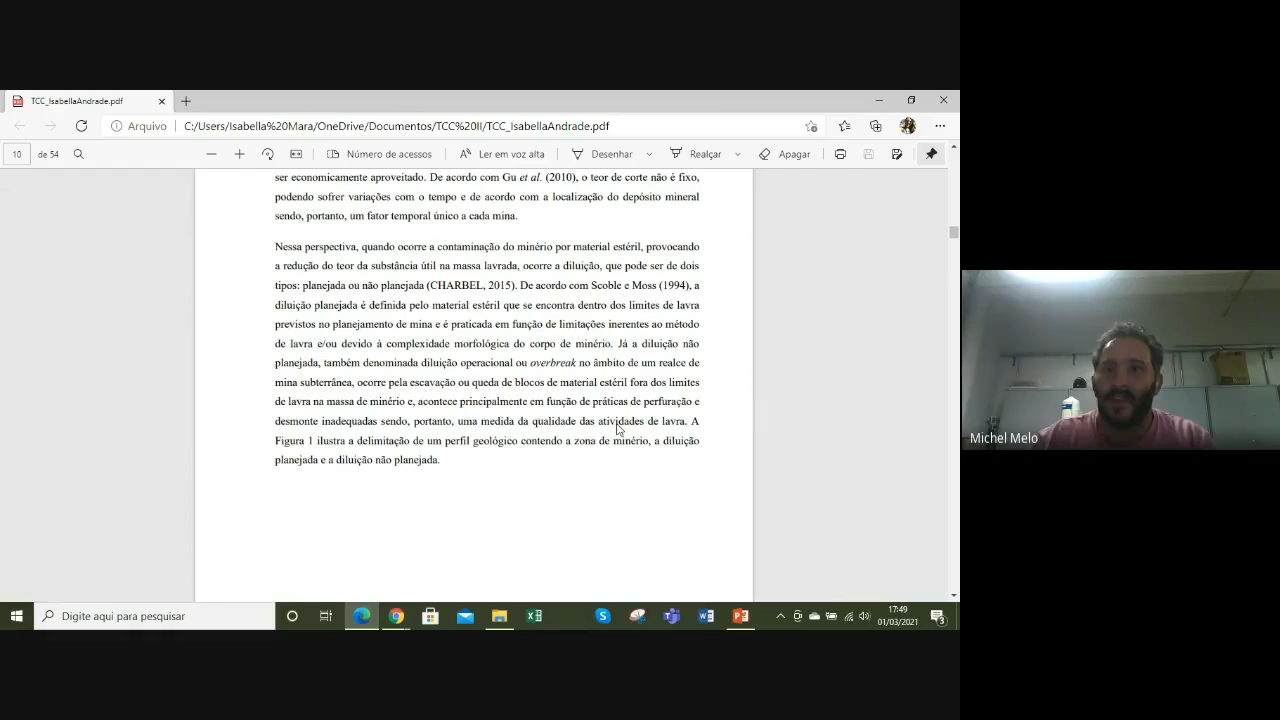 TCC_IsabellaAndrade.pdf
Arquivo
C:/Users/Isabella%20Mara/OneDrive/Documentos/TCC%20II/TCC_IsabellaAndrade.pdf
10 de 54
Número de acessos
Ler em voz alta
Desenhar
Realçar
Apagar
ser economicamente aproveitado. De acordo com Gu et al. (2010), o teor de corte não é fixo,
podendo sofrer variações com o tempo e de acordo com a localização do depósito mineral
sendo, portanto, um fator temporal único a cada mina.
Nessa perspectiva, quando ocorre a contaminação do minério por material estéril, provocando
a redução do teor da substância útil na massa lavrada, ocorre a diluição, que pode ser de dois
tipos: planejada ou não planejada (CHARBEL, 2015). De acordo com Scoble e Moss (1994), a
diluição planejada é definida pelo material estéril que se encontra dentro dos limites de lavra
previstos no planejamento de mina e é praticada em função de limitações inerentes ao método
de lavra e/ou devido à complexidade morfológica do corpo de minério. Já a diluição não
planejada, também denominada diluição operacional ou overbreak no âmbito de um realce de
mina subterrânea, ocorre pela escavação ou queda de blocos de material estéril fora dos limites
de lavra na massa de minério e, acontece principalmente em função de práticas de perfuração e
desmonte inadequadas sendo, portanto, uma medida da qualidade das atividades de lavra. A
Figura 1 ilustra a delimitação de um perfil geológico contendo a zona de minério, a diluição
planejada e a diluição não planejada.
Michel Melo
Digite aqui para pesquisar
17:49
01/03/2021
3